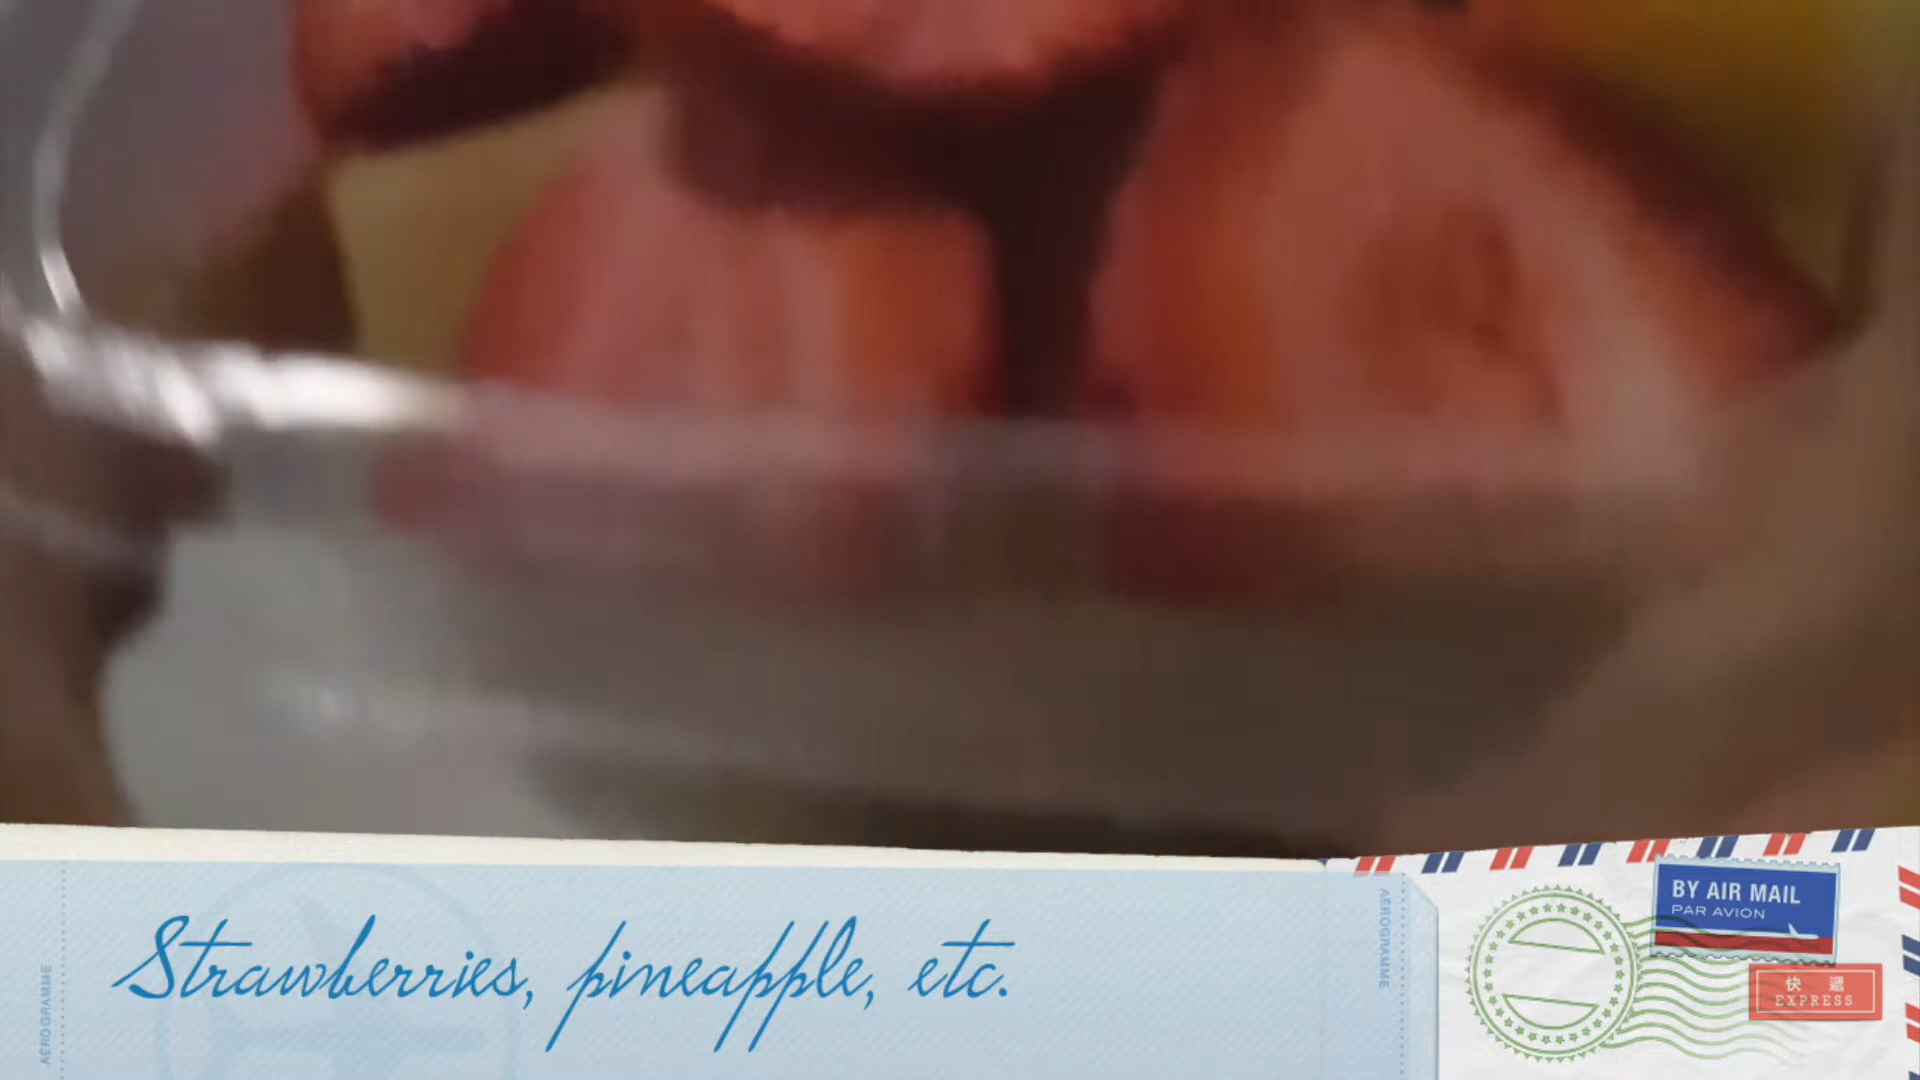 Strawberries, pineapple, etc.
AÉROGRAMME
AÉROGRAMME
BY AIR MAIL
PAR AVION
快遞
EXPRESS